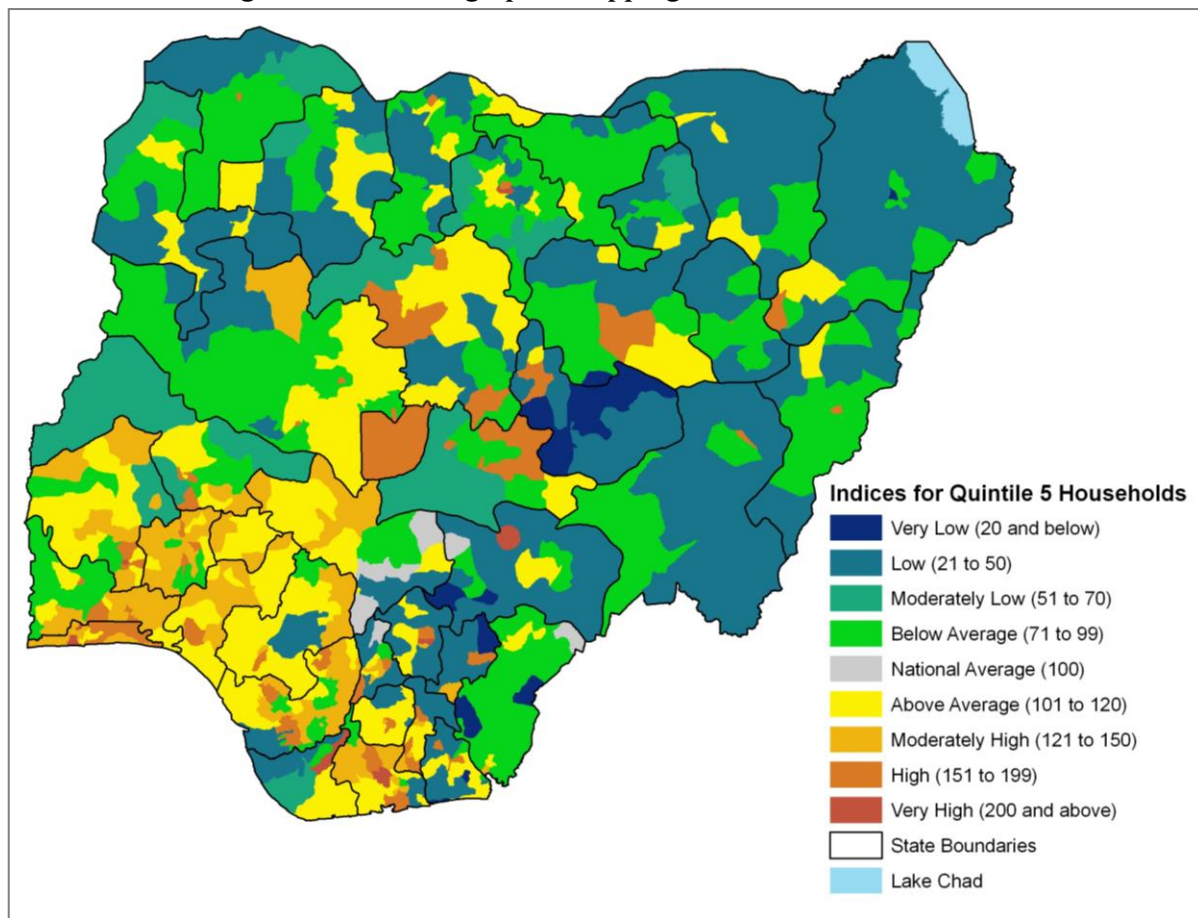 Indices for Quintile 5 Households
Very Low (20 and below)
Low (21 to 50)
Moderately Low (51 to 70)
Below Average (71 to 99)
National Average (100)
Above Average (101 to 120)
Moderately High (121 to 150)
High (151 to 199)
Very High (200 and above)
State Boundaries
Lake Chad